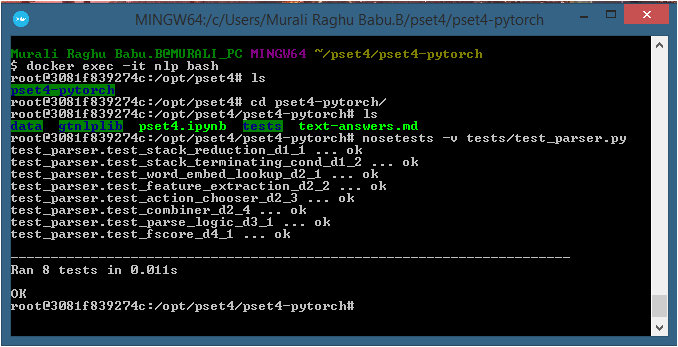 MINGW64:/c/Users/Murali Raghu Babu.B/pset4/pset4-pytorch
Murali Raghu Babu.B@MURALI_PC MINGW64 ~/pset4/pset4-pytorch
$ docker exec -it nlp bash
root@3081f839274c:/opt/pset4# ls
pset4-pytorch
root@3081f839274c:/opt/pset4# cd pset4-pytorch/
root@3081f839274c:/opt/pset4/pset4-pytorch# ls
data gtnlplib pset4.ipynb tests text-answers.md
root@3081f839274c:/opt/pset4/pset4-pytorch# nosetests -v tests/test_parser.py
test_parser.test_stack_reduction_d1_1 ... ok
test_parser.test_stack_terminating_cond_d1_2 ... ok
test_parser.test_word_embed_lookup_d2_1 ... ok
test_parser.test_feature_extraction_d2_2 ... ok
test_parser.test_action_chooser_d2_3 ... ok
test_parser.test_combiner_d2_4 ... ok
test_parser.test_parse_logic_d3_1 ... ok
test_parser.test_fscore_d4_1 ... ok
----------------------------------------------------------------------
Ran 8 tests in 0.011s
OK
root@3081f839274c:/opt/pset4/pset4-pytorch#